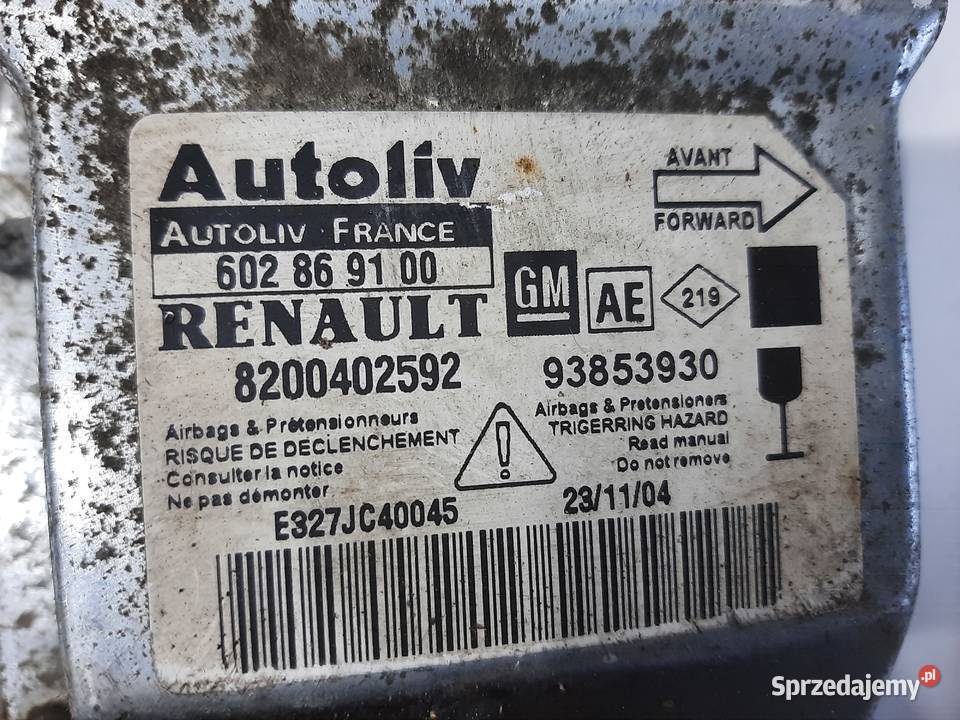 Autoliv
AUTOLIV FRANCE
602 86 91 00
AVANT
FORWARD
RENAULT
GM
AE
219
8200402592
93853930
Airbags & Prétensionneurs
RISQUE DE DECLENCHEMENT
Consulter la notice
Ne pas démonter
Airbags & Pretensioners
TRIGERRING HAZARD
Read manual
Do not remove
!
E327JC40045
23/11/04
Sprzedajemy.pl